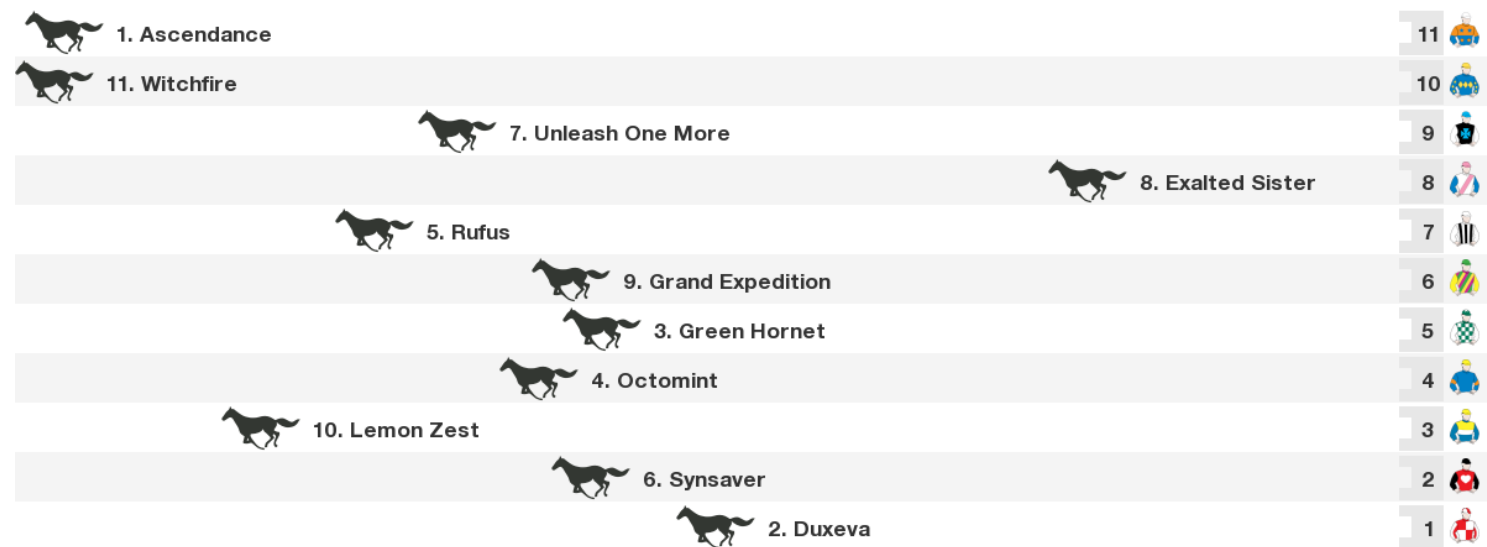 1. Ascendance 11
11. Witchfire 10
7. Unleash One More 9
8. Exalted Sister 8
5. Rufus 7
9. Grand Expedition 6
3. Green Hornet 5
4. Octomint 4
10. Lemon Zest 3
6. Synsaver 2
2. Duxeva 1